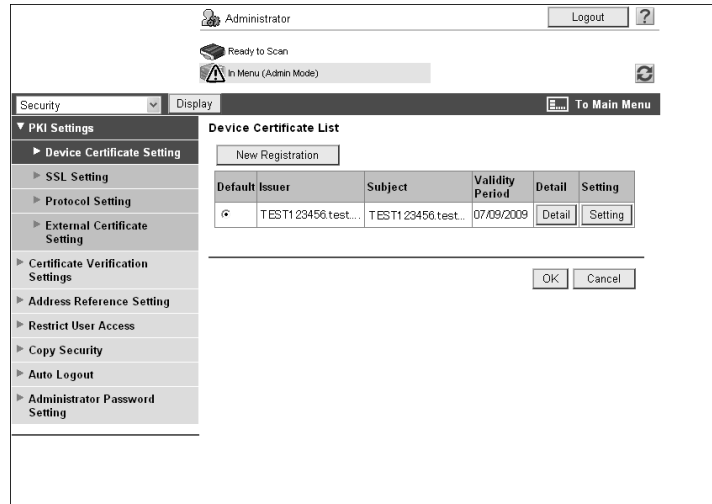 Administrator
Logout
?
Ready to Scan
In Menu (Admin Mode)
Security
Display
To Main Menu
PKI Settings
Device Certificate Setting
SSL Setting
Protocol Setting
External Certificate
Setting
Certificate Verification
Settings
Address Reference Setting
Restrict User Access
Copy Security
Auto Logout
Administrator Password
Setting
Device Certificate List
New Registration
Default Issuer Subject Validity Period Detail Setting
TEST123456.test.... TEST123456.test... 07/09/2009 Detail Setting
OK Cancel